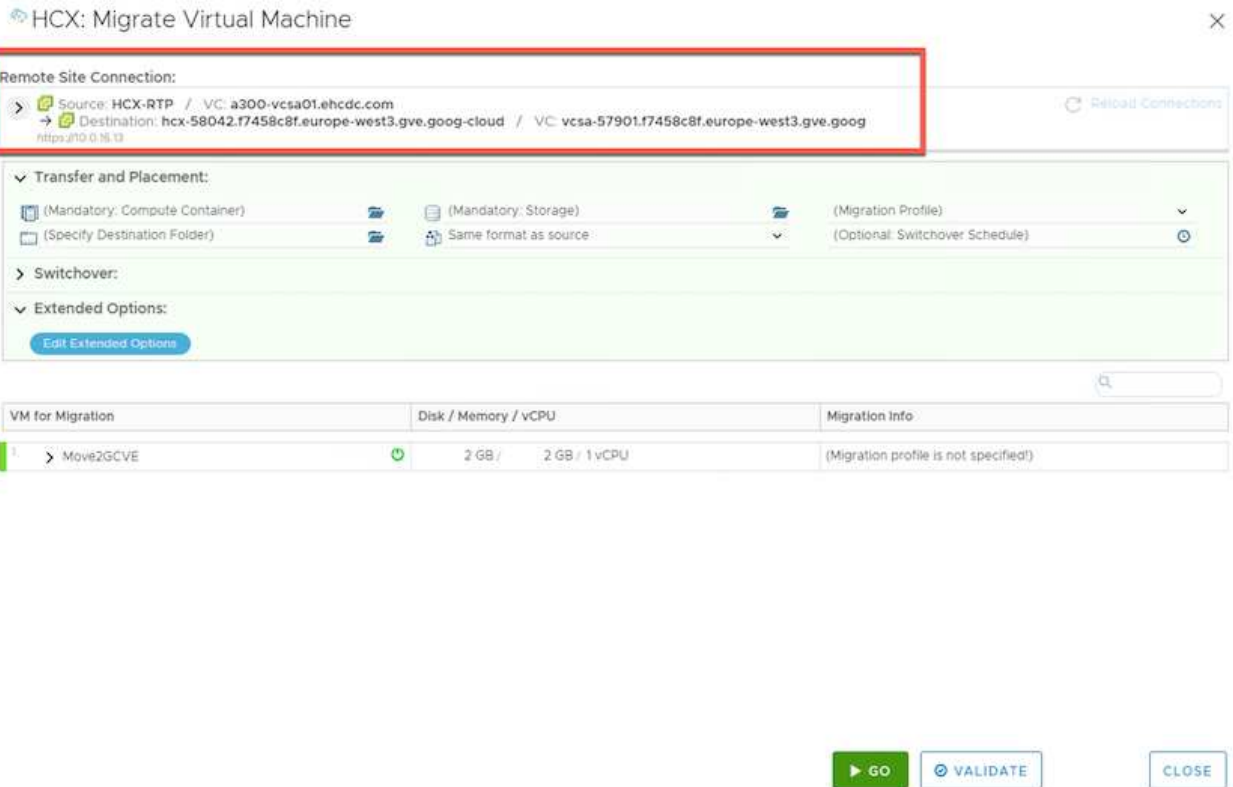 HCX: Migrate Virtual Machine
Remote Site Connection:
Source: HCX-RTP / VC: a300-vcsa01.ehcdc.com
→ Destination: hcx-58042.f7458c8f.europe-west3.gve.goog-cloud / VC: vcsa-57901.f7458c8f.europe-west3.gve.goog
https://10.0.16.13
Reload Connections
Transfer and Placement:
(Mandatory: Compute Container) (Mandatory: Storage) (Migration Profile)
(Specify Destination Folder) Same format as source (Optional: Switchover Schedule)
Switchover:
Extended Options:
Edit Extended Options
VM for Migration Disk / Memory / vCPU Migration Info
1 Move2GCVE 2 GB / 2 GB / 1 vCPU (Migration profile is not specified!)
GO VALIDATE CLOSE